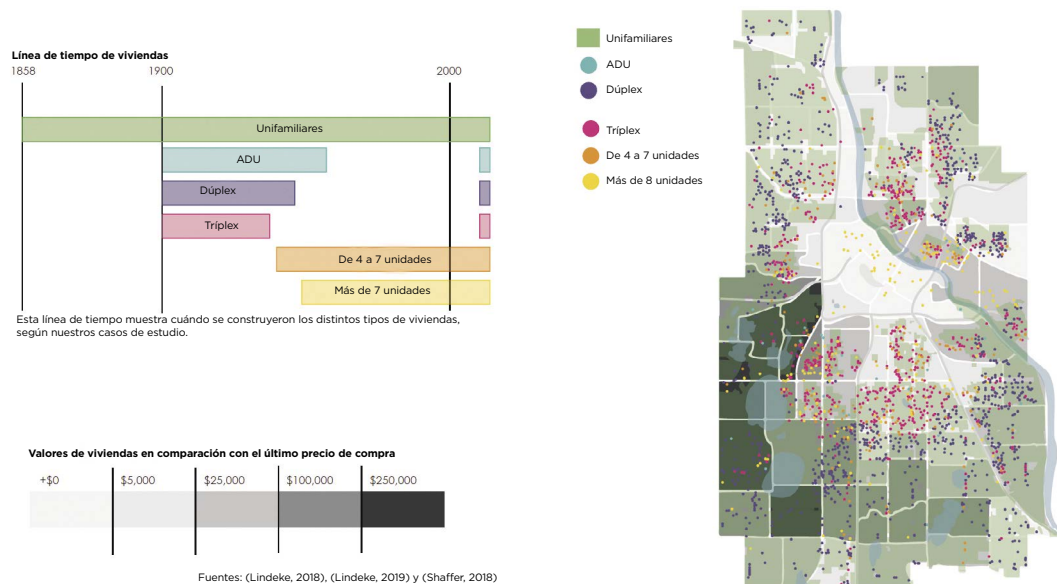 Línea de tiempo de viviendas
1858 1900 2000
Unifamiliares
ADU
Dúplex
Tríplex
De 4 a 7 unidades
Más de 7 unidades
Esta línea de tiempo muestra cuándo se construyeron los distintos tipos de viviendas,
según nuestros casos de estudio.
Valores de viviendas en comparación con el último precio de compra
+$0 $5,000 $25,000 $100,000 $250,000
Fuentes: (Lindeke, 2018), (Lindeke, 2019) y (Shaffer, 2018)
Unifamiliares
ADU
Dúplex
Tríplex
De 4 a 7 unidades
Más de 8 unidades